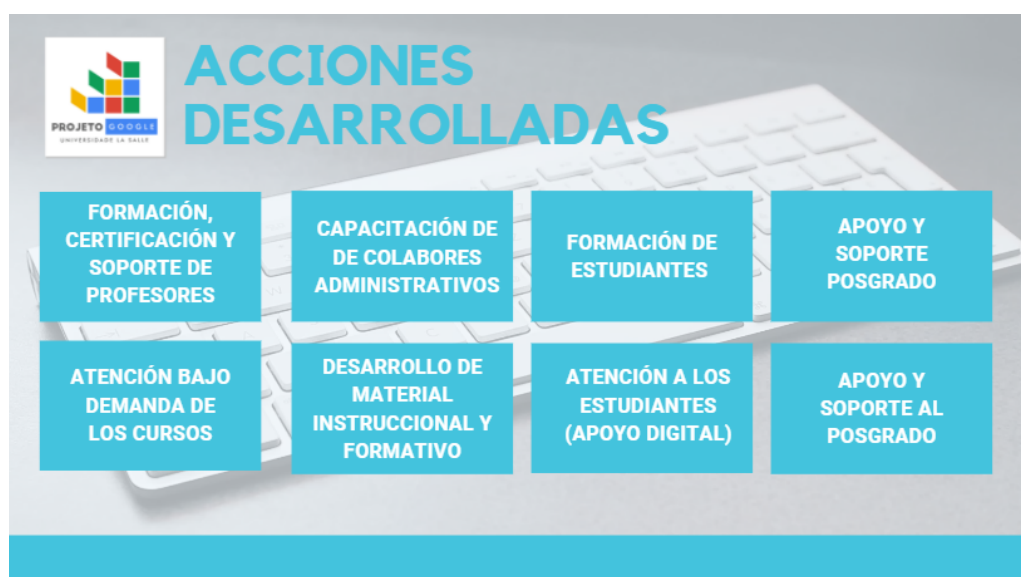 PROJETO GOOGLE
UNIVERSIDADE LA SALLE
ACCIONES
DESARROLLADAS
FORMACIÓN,
CERTIFICACIÓN Y
SOPORTE DE
PROFESORES
CAPACITACIÓN DE
DE COLABORES
ADMINISTRATIVOS
FORMACIÓN DE
ESTUDIANTES
APOYO Y
SOPORTE
POSGRADO
ATENCIÓN BAJO
DEMANDA DE
LOS CURSOS
DESARROLLO DE
MATERIAL
INSTRUCCIONAL Y
FORMATIVO
ATENCIÓN A LOS
ESTUDIANTES
(APOYO DIGITAL)
APOYO Y
SOPORTE AL
POSGRADO